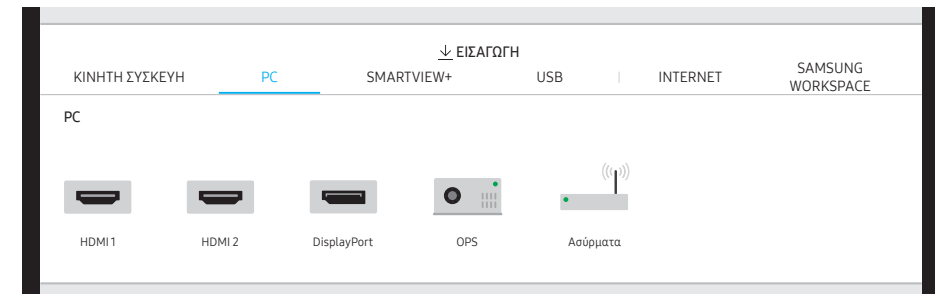 ΕΙΣΑΓΩΓΗ
ΚΙΝΗΤΗ ΣΥΣΚΕΥΗ
PC
SMARTVIEW+
USB
INTERNET
SAMSUNG
WORKSPACE
PC
HDMI 1
HDMI 2
DisplayPort
OPS
Ασύρματα